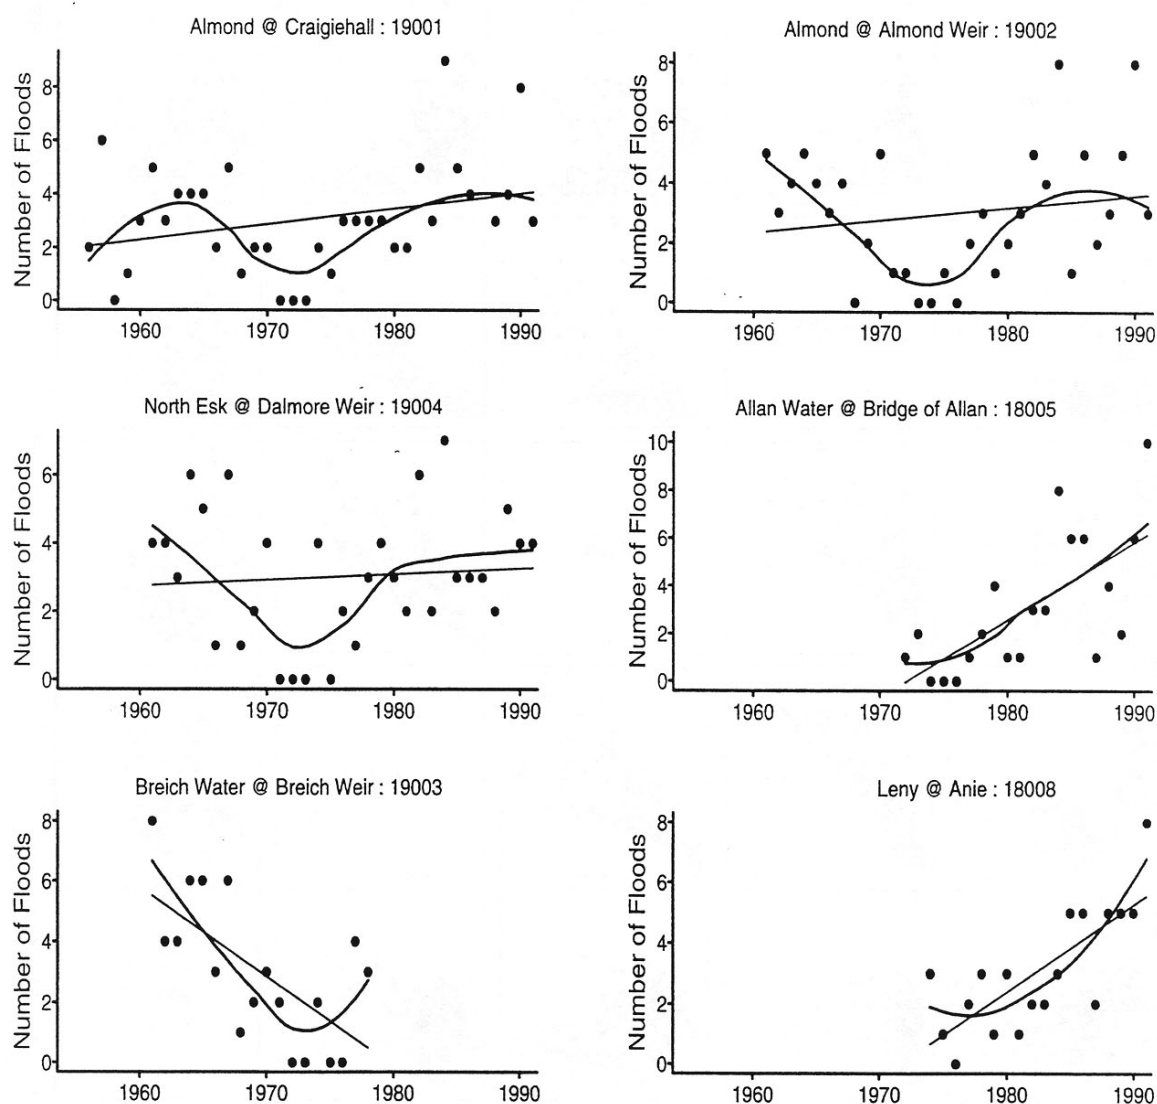 Almond @ Craigiehall : 19001
Number of Floods
8
6
4
2
0
1960 1970 1980 1990
Almond @ Almond Weir : 19002
Number of Floods
8
6
4
2
0
1960 1970 1980 1990
North Esk @ Dalmore Weir : 19004
Number of Floods
6
4
2
0
1960 1970 1980 1990
Allan Water @ Bridge of Allan : 18005
Number of Floods
10
8
6
4
2
0
1960 1970 1980 1990
Breich Water @ Breich Weir : 19003
Number of Floods
8
6
4
2
0
1960 1970 1980 1990
Leny @ Anie : 18008
Number of Floods
8
6
4
2
0
1960 1970 1980 1990